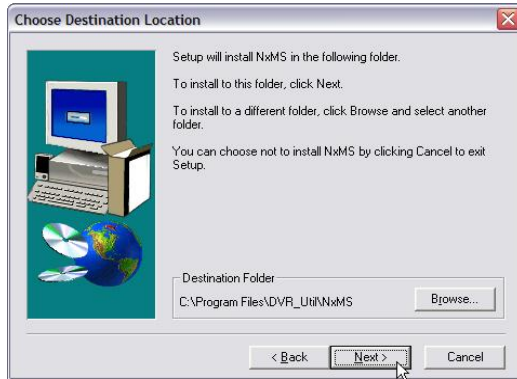 Choose Destination Location
Setup will install NxMS in the following folder.
To install to this folder, click Next.
To install to a different folder, click Browse and select another
folder.
You can choose not to install NxMS by clicking Cancel to exit
Setup.
Destination Folder
C:\Program Files\DVR_Util\NxMS
Browse...
< Back
Next >
Cancel